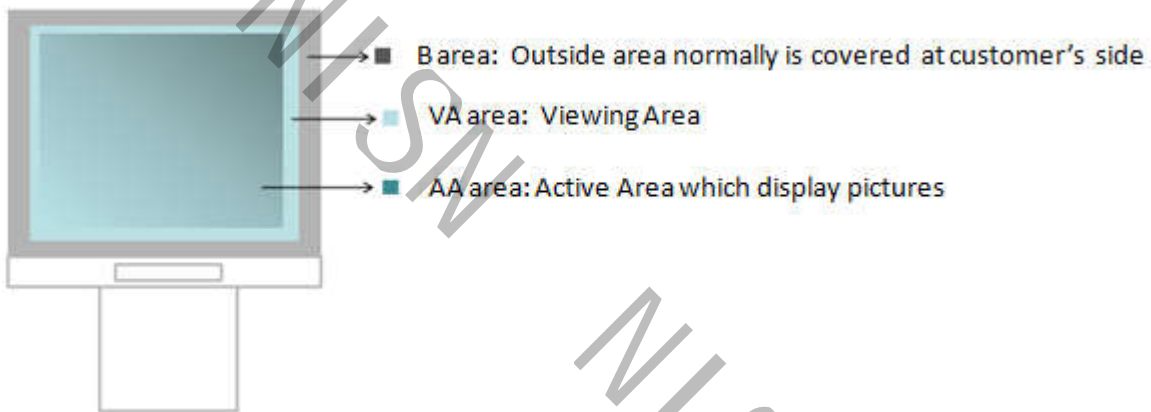 B area: Outside area normally is covered at customer's side
VA area: Viewing Area
AA area: Active Area which display pictures
NISN